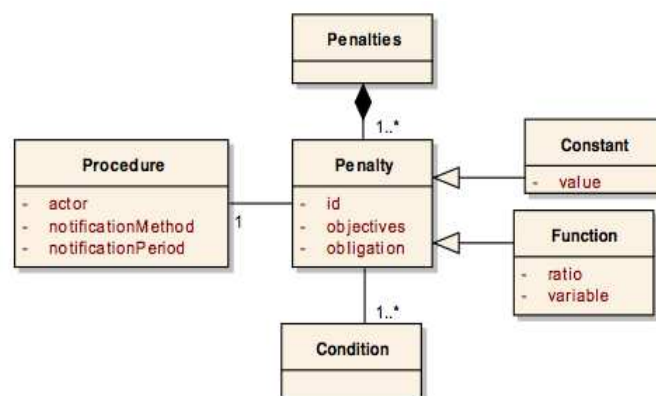 Penalties
1..*
Procedure
- actor
- notificationMethod
- notificationPeriod
1
Penalty
- id
- objectives
- obligation
Constant
- value
Function
- ratio
- variable
1..*
Condition